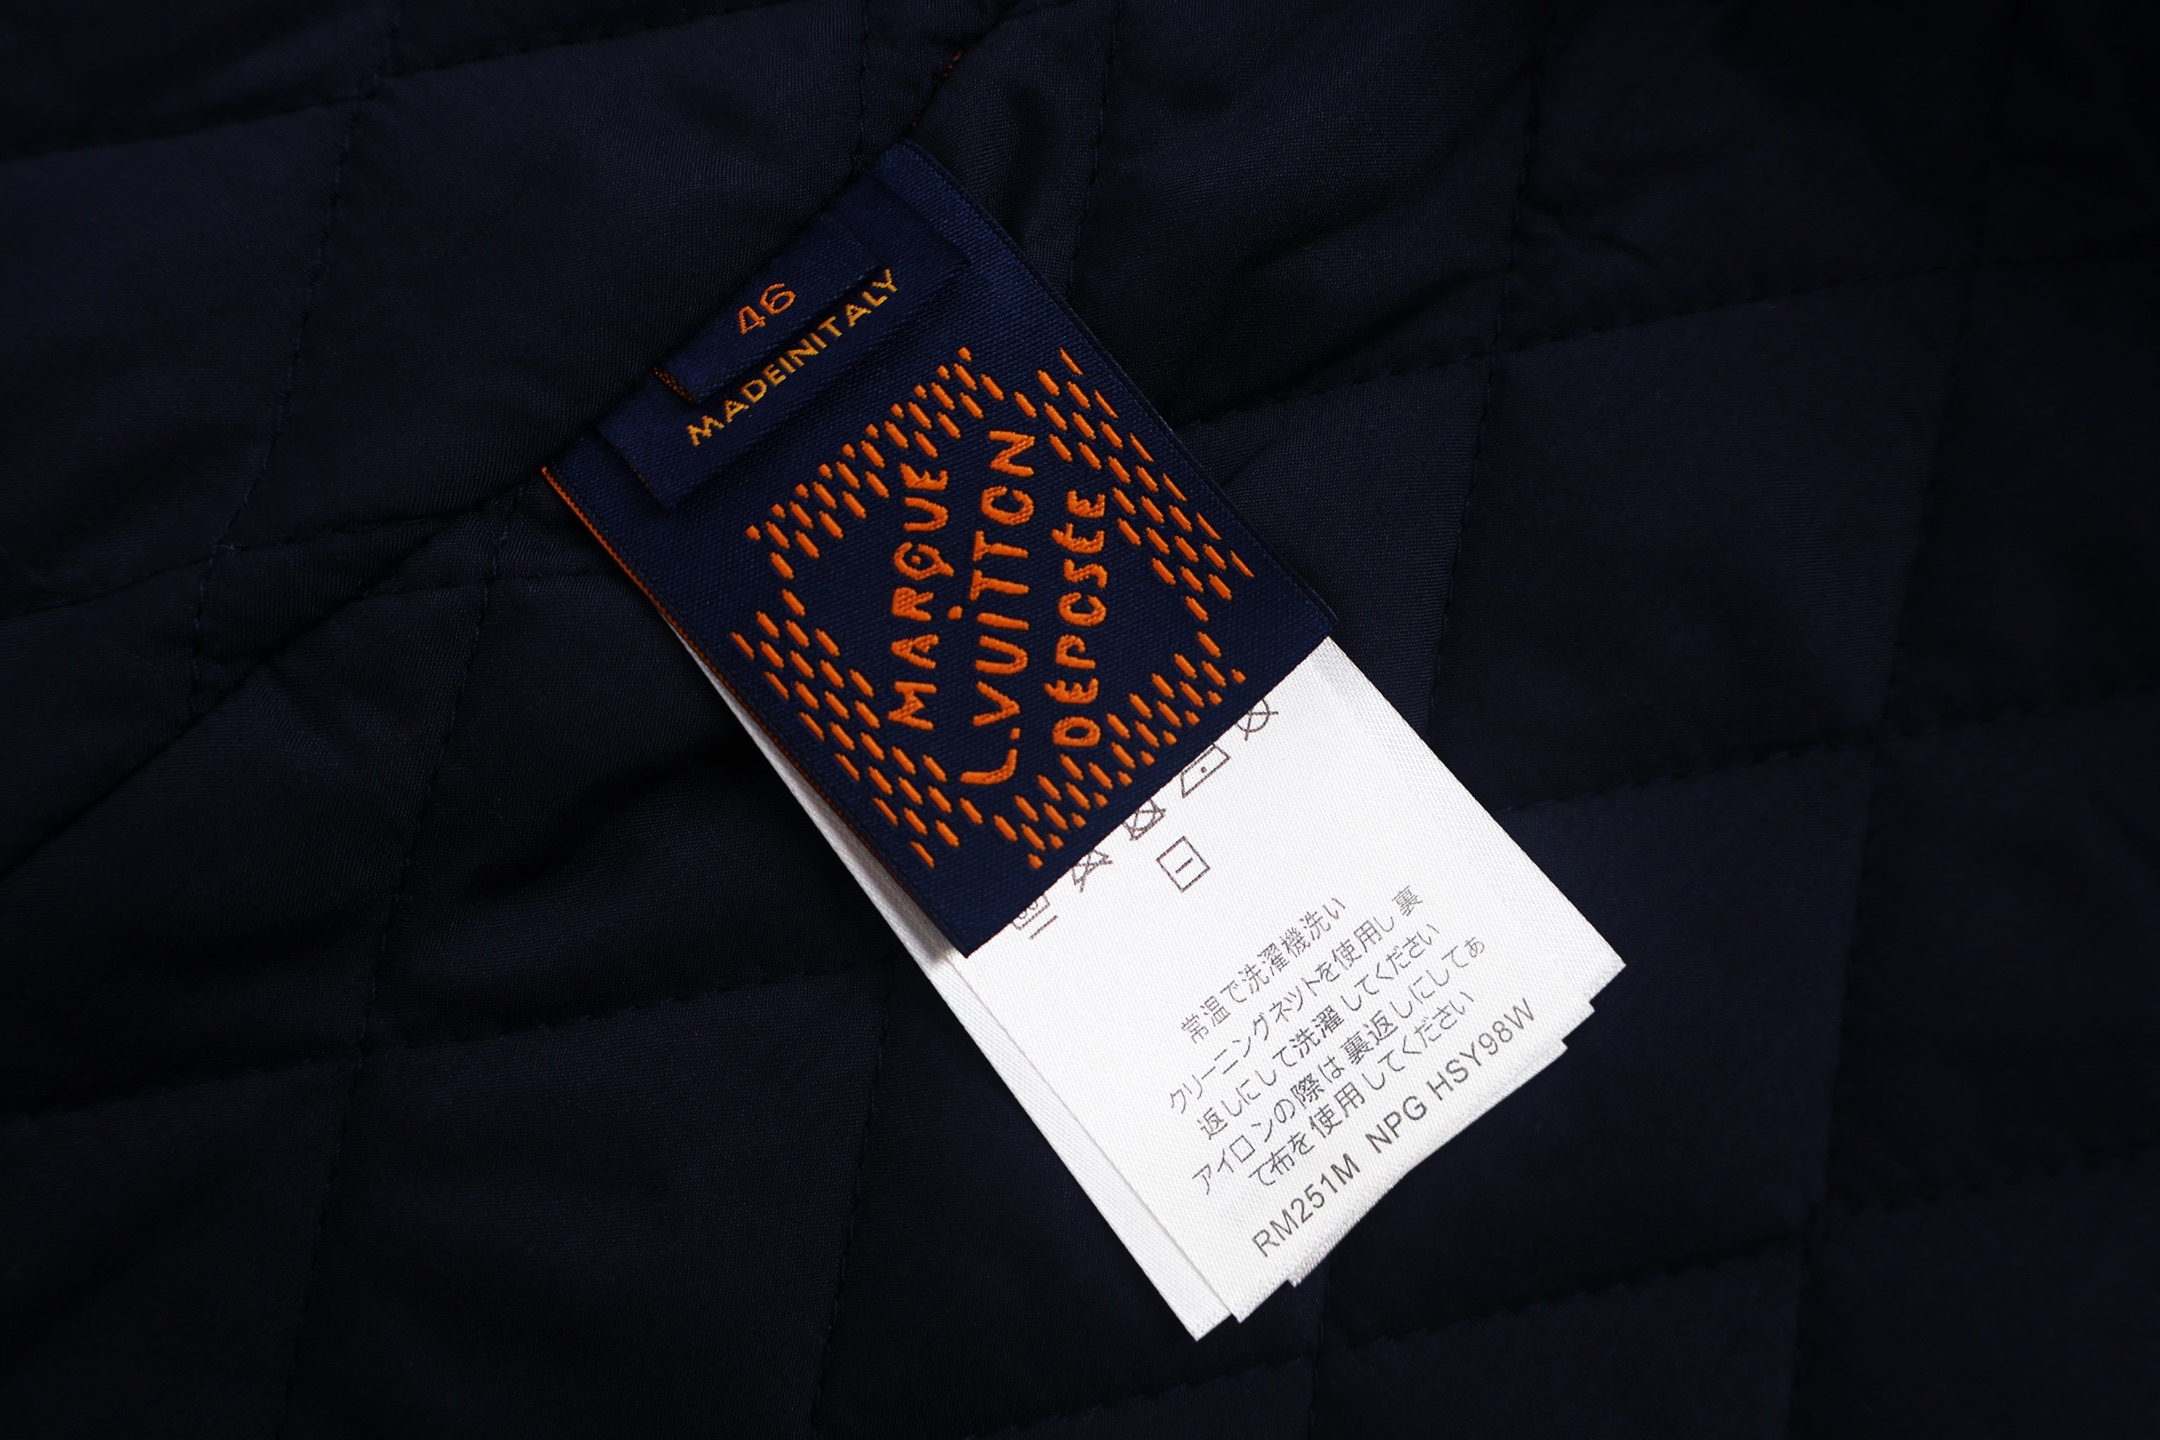 46
MADEINITALY
MARQUE
L.VUITTON
DÉPOSÉE
常温で洗濯機洗い
クリーニングネットを使用し 裏
返しにして洗濯 してください
アイロンの際は 裏返しにしてあ
て布を使用 してください
RM251M NPG HSY98W